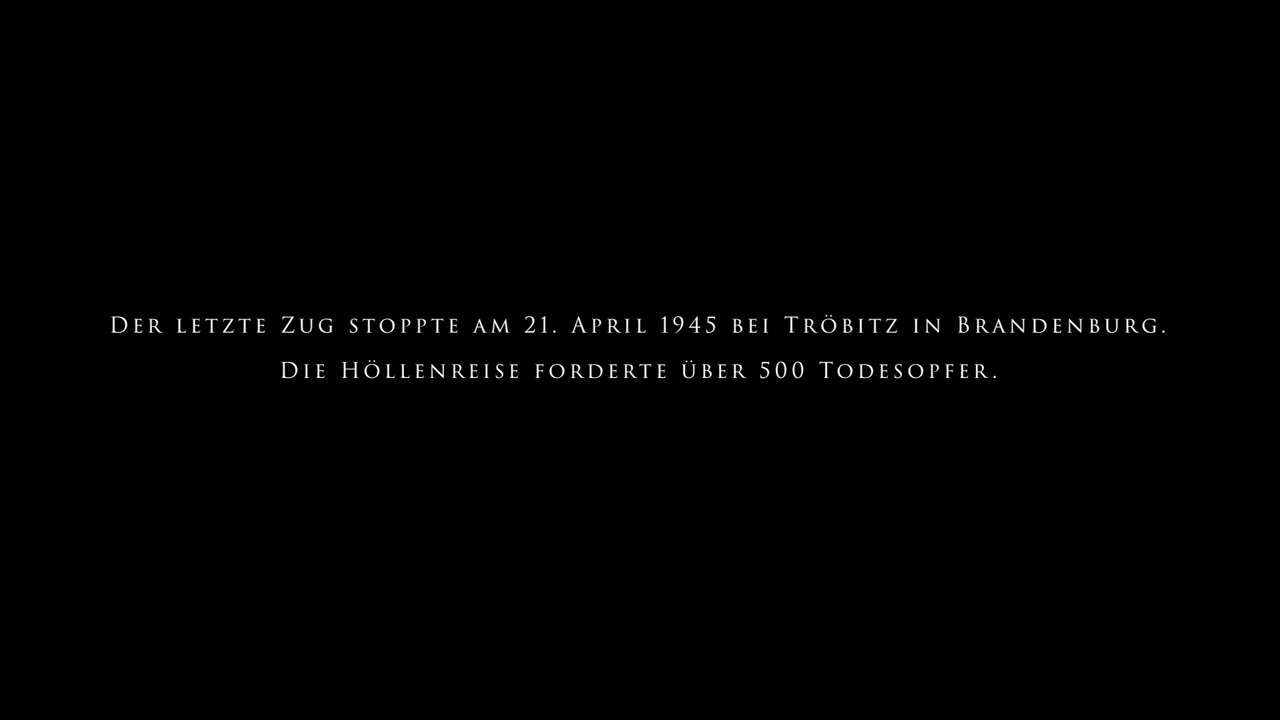 Der letzte Zug stoppte am 21. April 1945 bei Tröbitz in Brandenburg.
Die Höllenreise forderte über 500 Todesopfer.